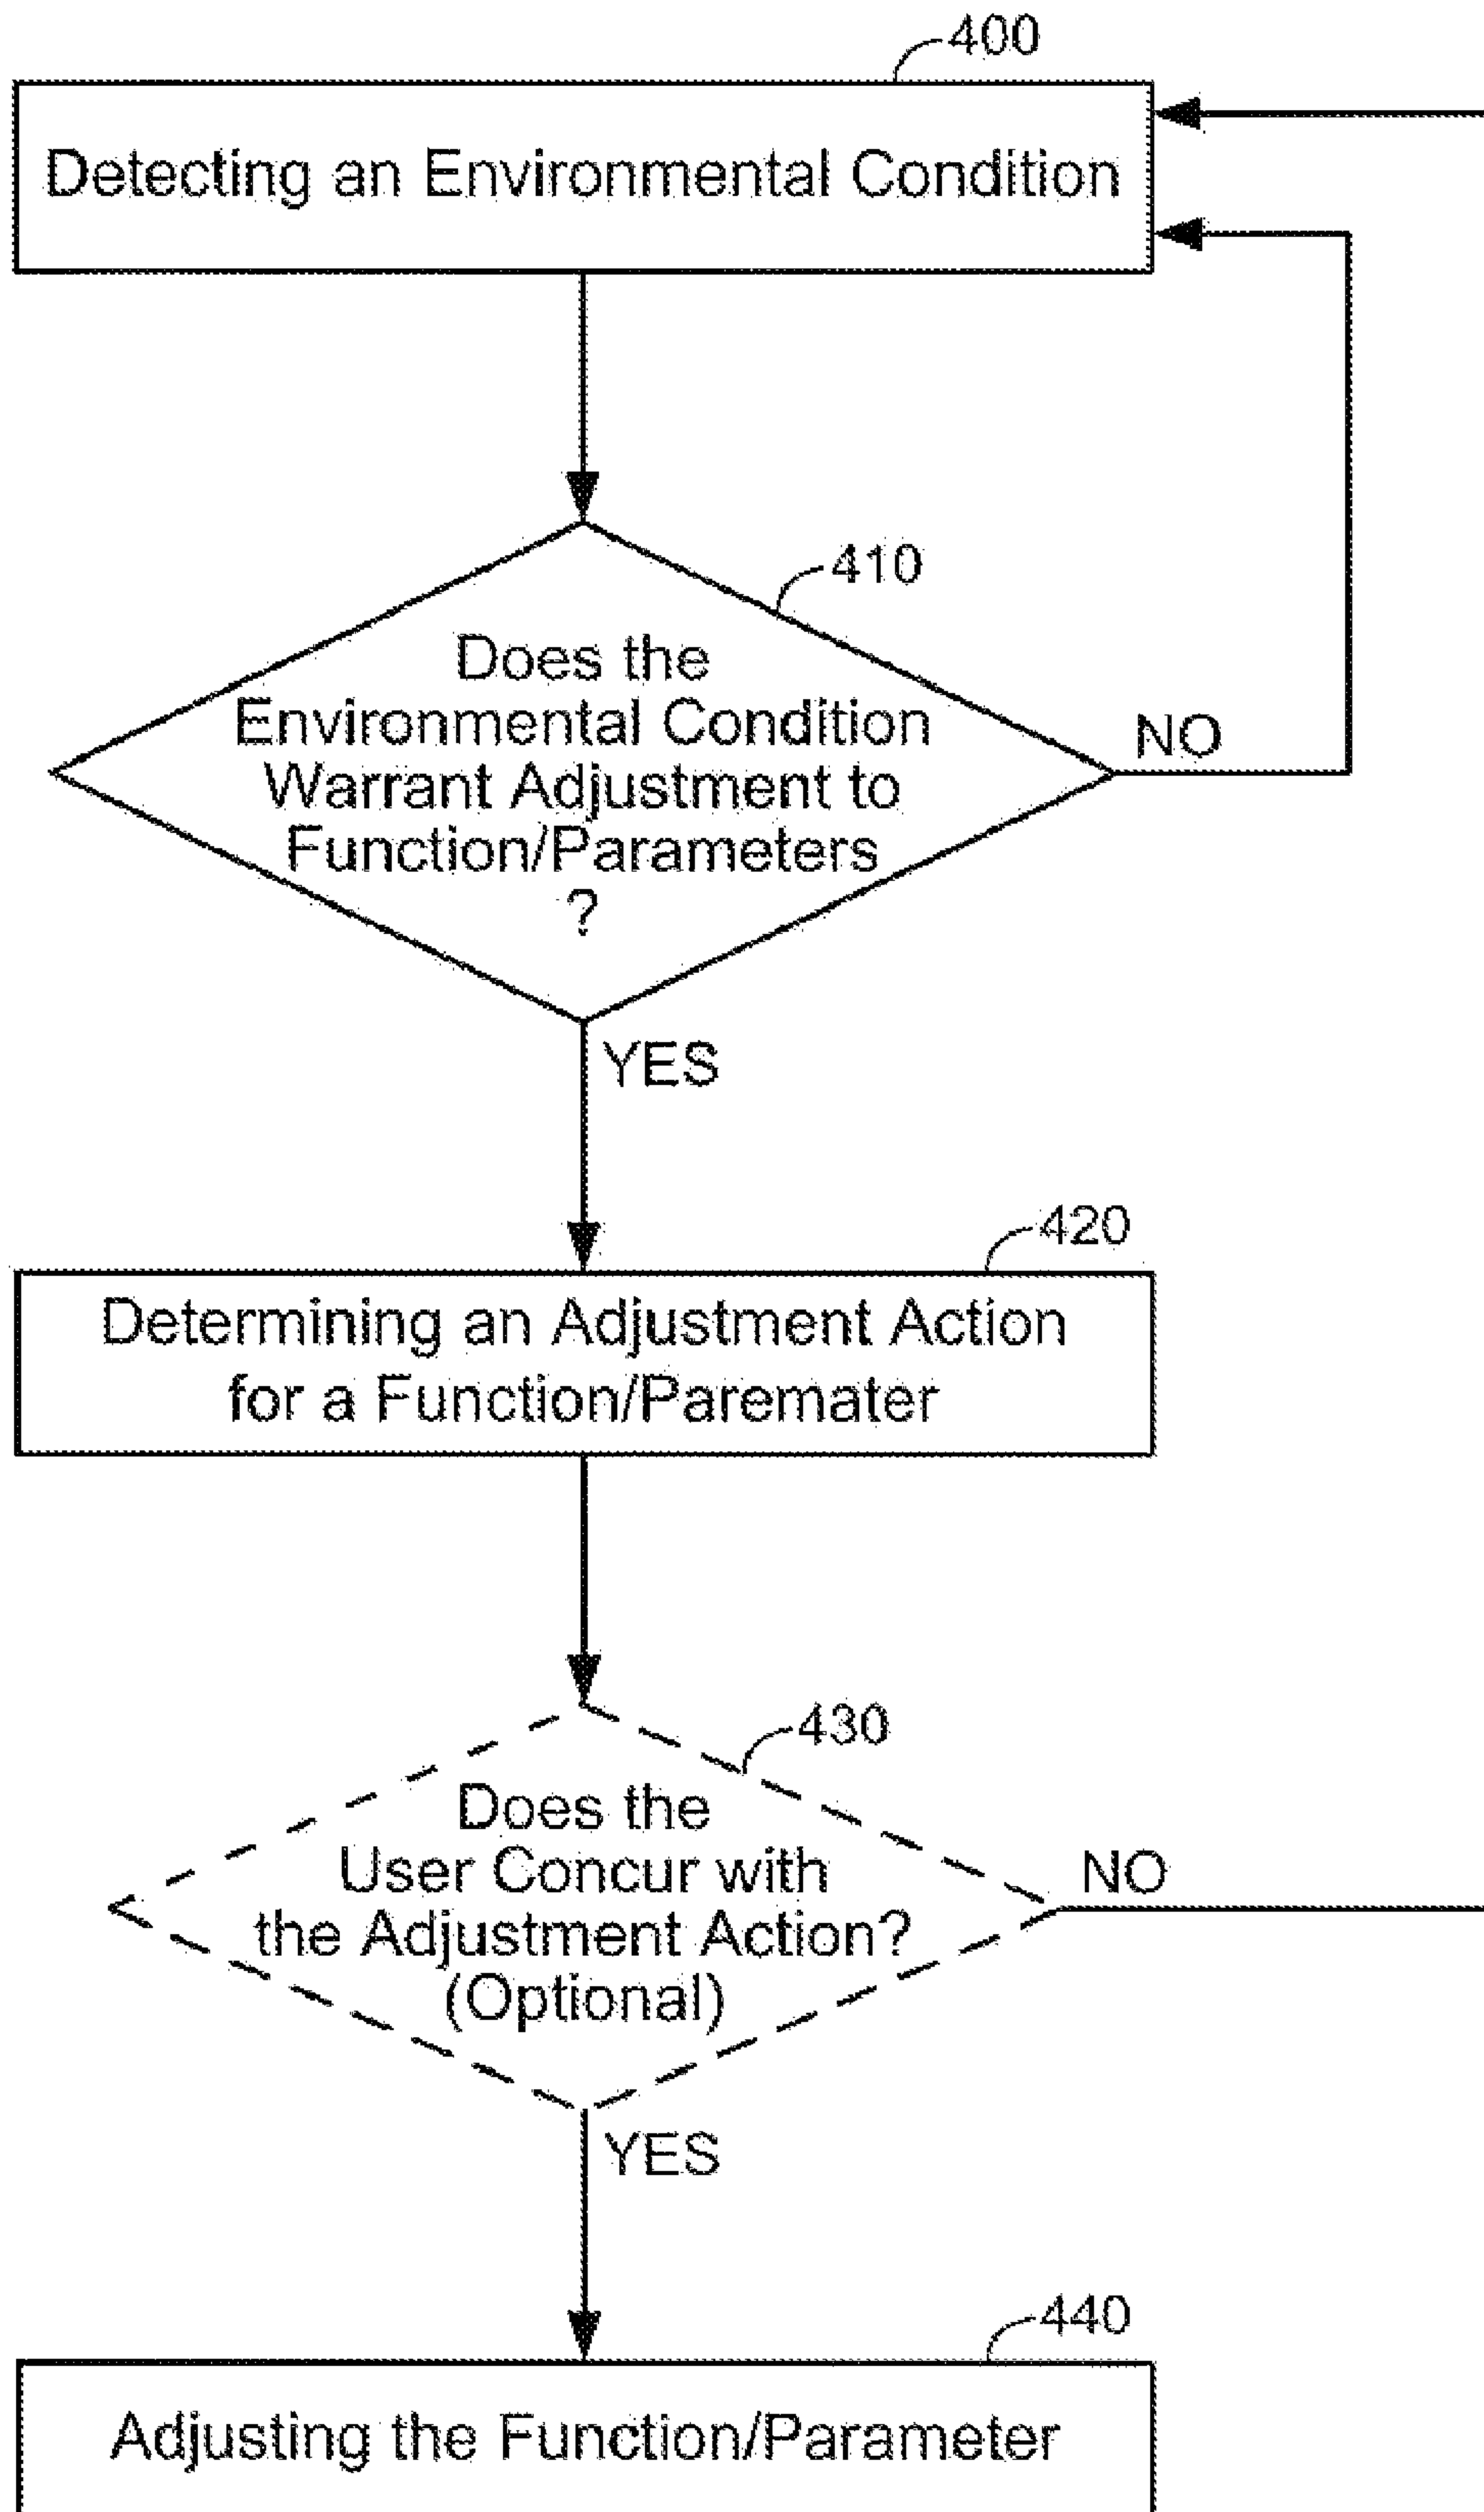 400
Detecting an Environmental Condition
410
Does the
Environmental Condition
Warrant Adjustment to
Function/Parameters
?
NO
YES
420
Determining an Adjustment Action
for a Function/Paremater
430
Does the
User Concur with
the Adjustment Action?
(Optional)
NO
YES
440
Adjusting the Function/Parameter